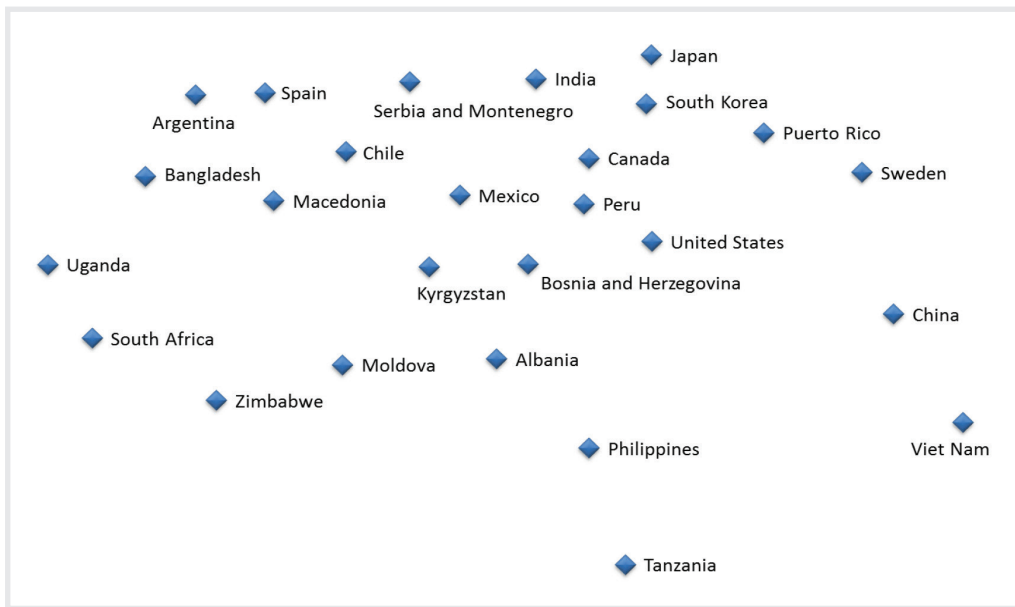 Japan
India
Spain
South Korea
Serbia and Montenegro
Argentina
Puerto Rico
Chile
Canada
Bangladesh
Sweden
Mexico
Macedonia
Peru
United States
Uganda
Bosnia and Herzegovina
Kyrgyzstan
China
South Africa
Albania
Moldova
Zimbabwe
Philippines
Viet Nam
Tanzania